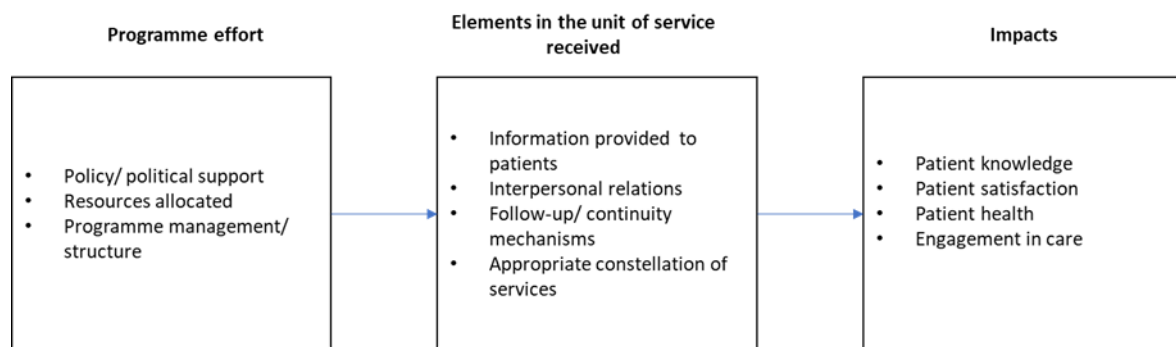 Programme effort
Elements in the unit of service
received
Impacts
• Policy/ political support
• Resources allocated
• Programme management/
structure
• Information provided to
patients
• Interpersonal relations
• Follow-up/ continuity
mechanisms
• Appropriate constellation of
services
• Patient knowledge
• Patient satisfaction
• Patient health
• Engagement in care